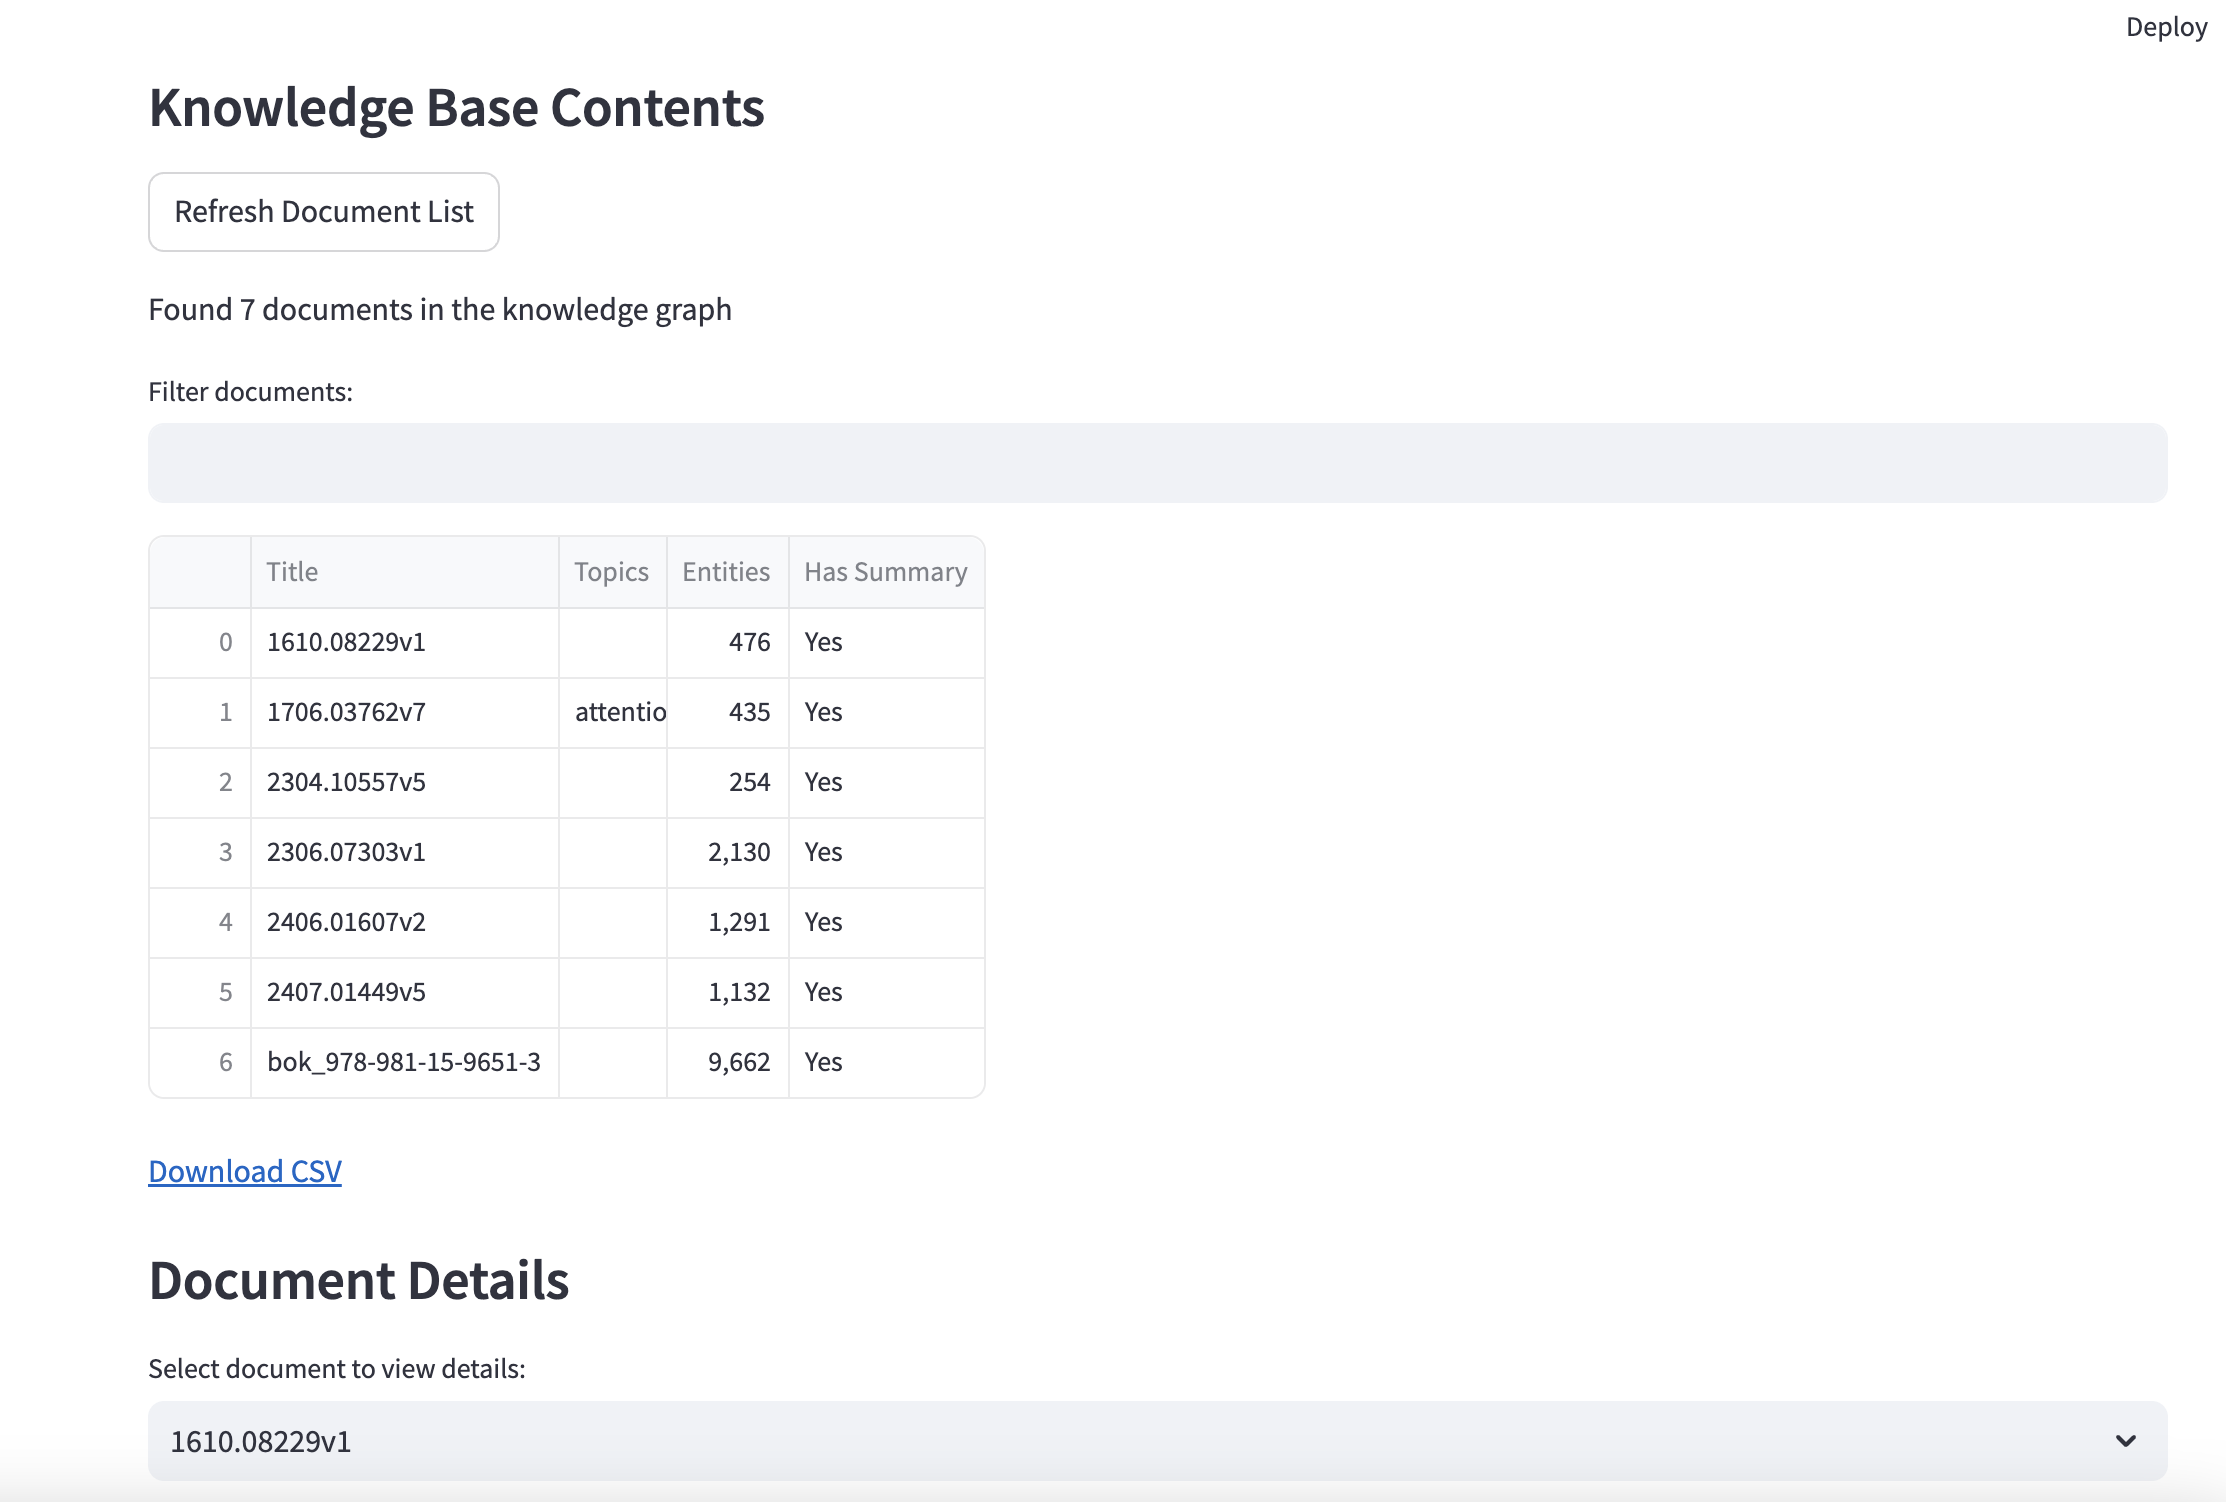 Deploy
Knowledge Base Contents
Refresh Document List
Found 7 documents in the knowledge graph
Filter documents:
Title Topics Entities Has Summary
0 1610.08229v1 476 Yes
1 1706.03762v7 attentio 435 Yes
2 2304.10557v5 254 Yes
3 2306.07303v1 2,130 Yes
4 2406.01607v2 1,291 Yes
5 2407.01449v5 1,132 Yes
6 bok_978-981-15-9651-3 9,662 Yes
Download CSV
Document Details
Select document to view details:
1610.08229v1